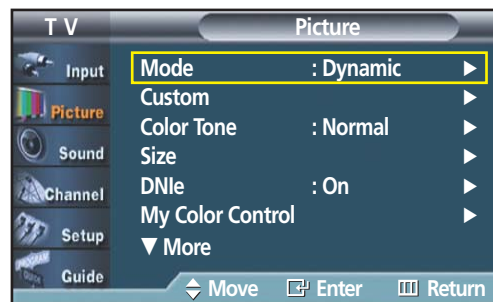 T V
Picture
Input
Picture
Sound
Channel
Setup
Guide
Mode : Dynamic
Custom
Color Tone : Normal
Size
DNIe : On
My Color Control
▼ More
Move Enter Return